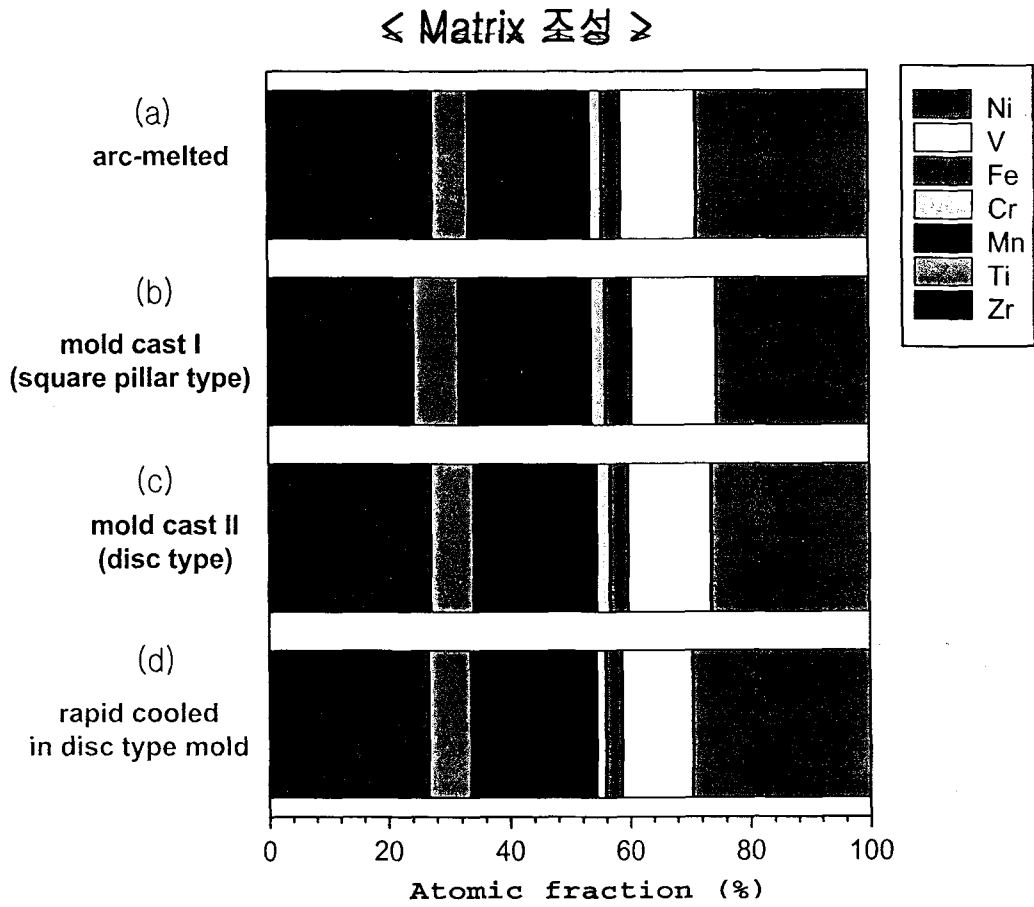 < Matrix 조성 >
(a)
arc-melted
(b)
mold cast I
(square pillar type)
(c)
mold cast II
(disc type)
(d)
rapid cooled
in disc type mold
Ni
V
Fe
Cr
Mn
Ti
Zr
0 20 40 60 80 100
Atomic fraction (%)